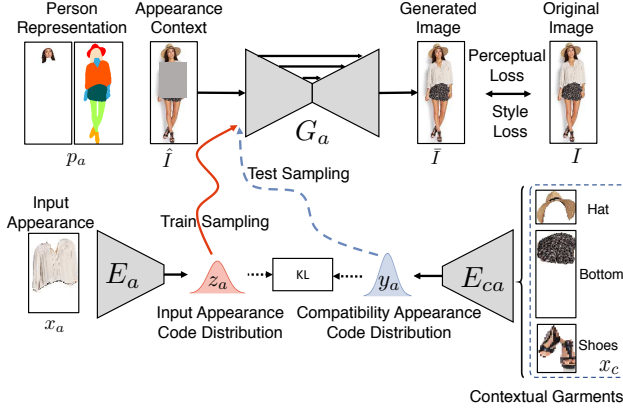 Person
Representation
Appearance
Context
Generated
Image
Original
Image
Perceptual
Loss
Style
Loss
G_a
p_a
Î
Ī
I
Test Sampling
Train Sampling
Input
Appearance
Hat
Bottom
Shoes
E_a
z_a
KL
y_a
E_{ca}
x_a
x_c
Input Appearance
Code Distribution
Compatibility Appearance
Code Distribution
Contextual Garments